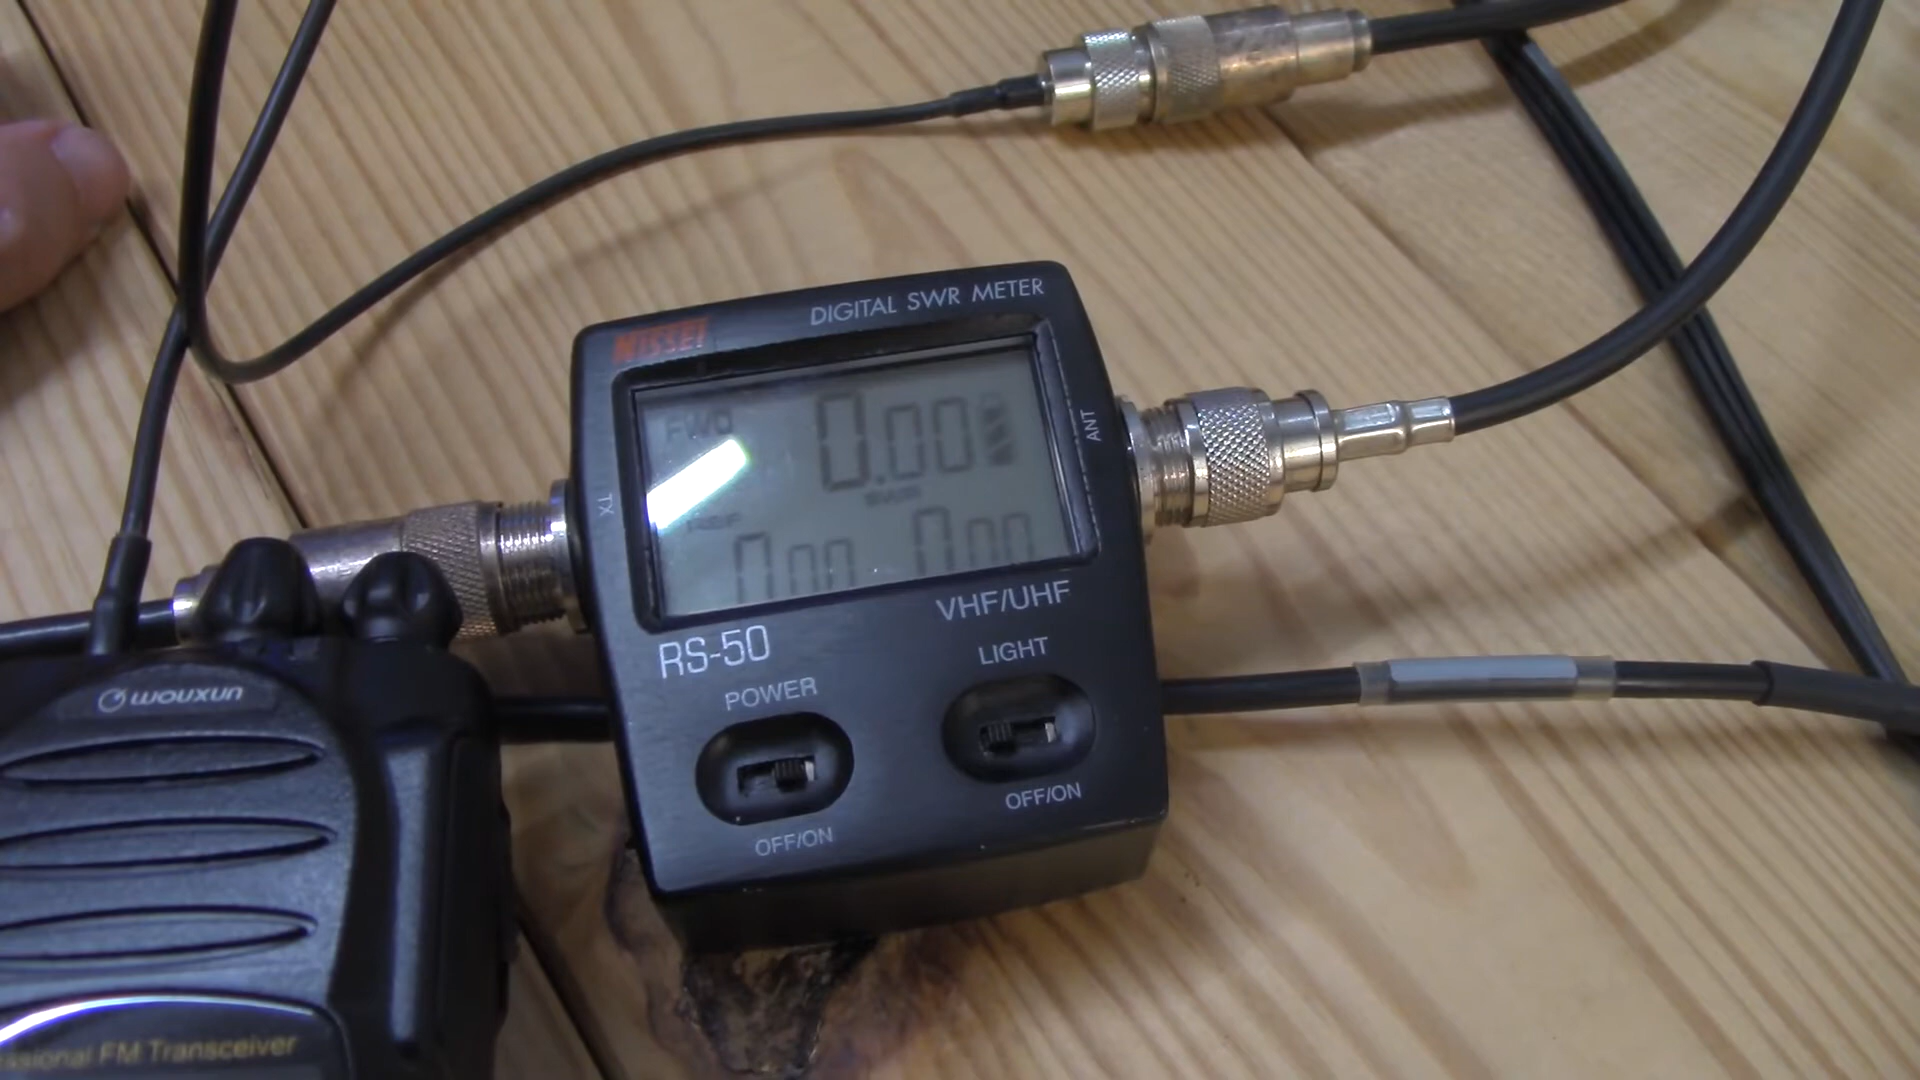 DIGITAL SWR METER
NISSEI
FWD
0.00
ANT
TX
REF
0.00 0.00
VHF/UHF
RS-50
LIGHT
POWER
OFF/ON
OFF/ON
WOUXUN
FM Transceiver